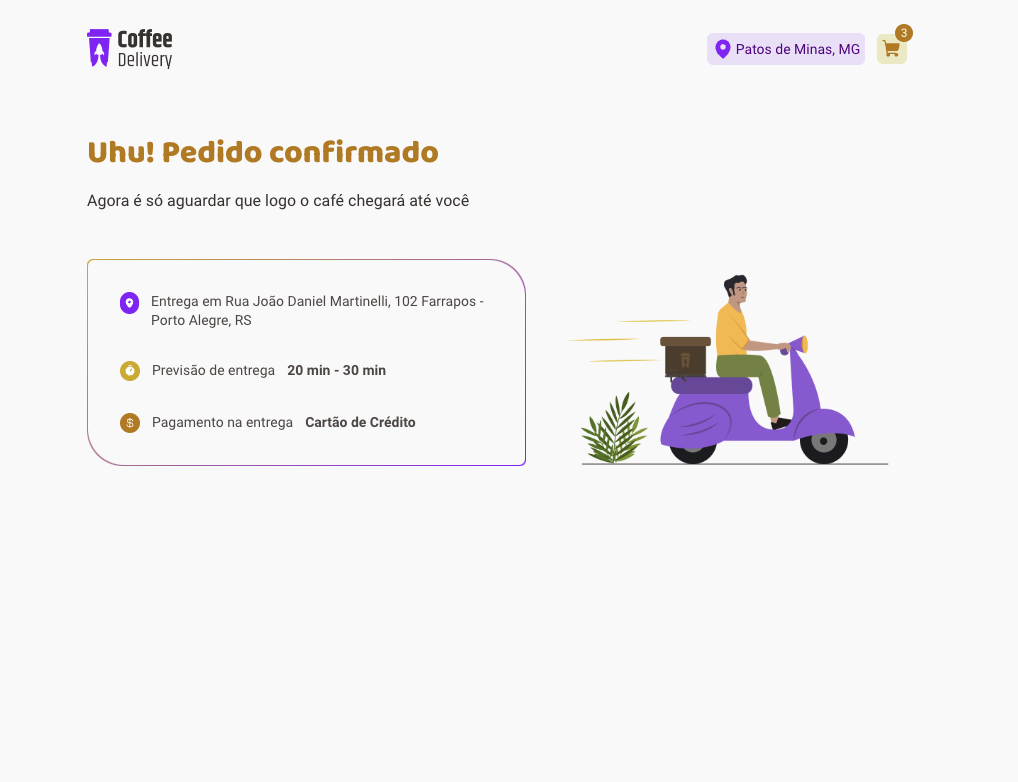 Coffee
Delivery
Patos de Minas, MG
3
Uhu! Pedido confirmado
Agora é só aguardar que logo o café chegará até você
Entrega em Rua João Daniel Martinelli, 102 Farrapos -
Porto Alegre, RS
Previsão de entrega 20 min - 30 min
$ Pagamento na entrega Cartão de Crédito